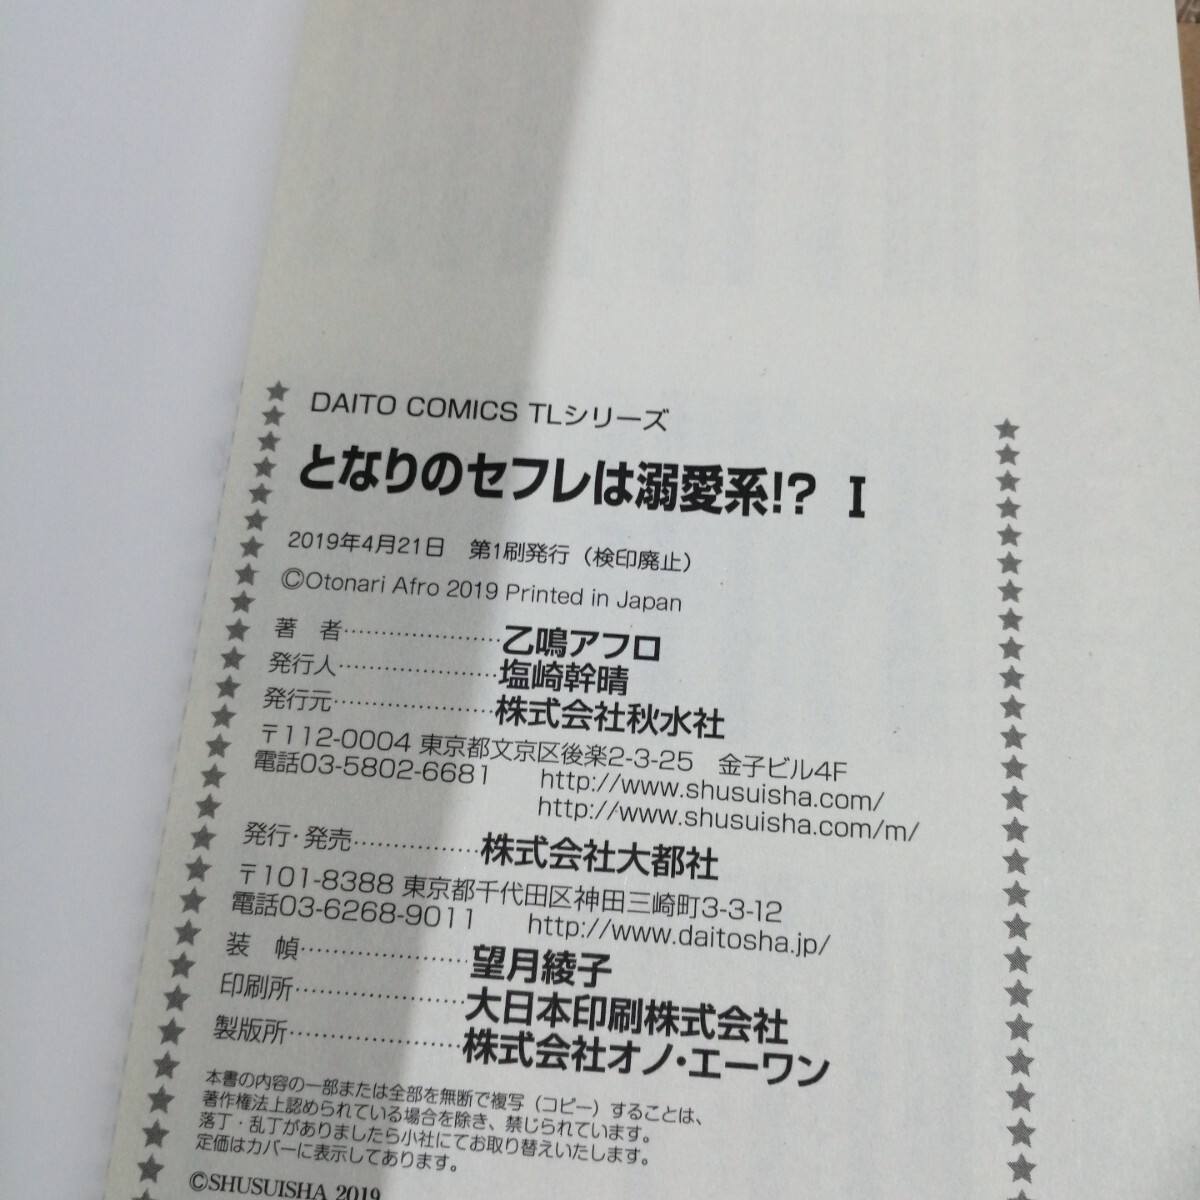 DAITO COMICS TLシリーズ
となりのセフレは溺愛系!? I
2019年4月21日　第1刷発行（検印廃止）
©Otonari Afro 2019 Printed in Japan
著　者……………………乙鳴アフロ
発行人……………………塩崎幹晴
発行元……………………株式会社秋水社
〒112-0004 東京都文京区後楽2-3-25　金子ビル4F
電話03-5802-6681　http://www.shusuisha.com/
http://www.shusuisha.com/m/
発行・発売………………株式会社大都社
〒101-8388 東京都千代田区神田三崎町3-3-12
電話03-6268-9011　http://www.daitosha.jp/
装　幀……………………望月綾子
印刷所……………………大日本印刷株式会社
製版所……………………株式会社オノ・エーワン
本書の内容の一部または全部を無断で複写（コピー）することは、
著作権法上認められている場合を除き、禁じられています。
落丁・乱丁がありましたら小社にてお取り替えいたします。
定価はカバーに表示してあります。
©SHUSUISHA 2019